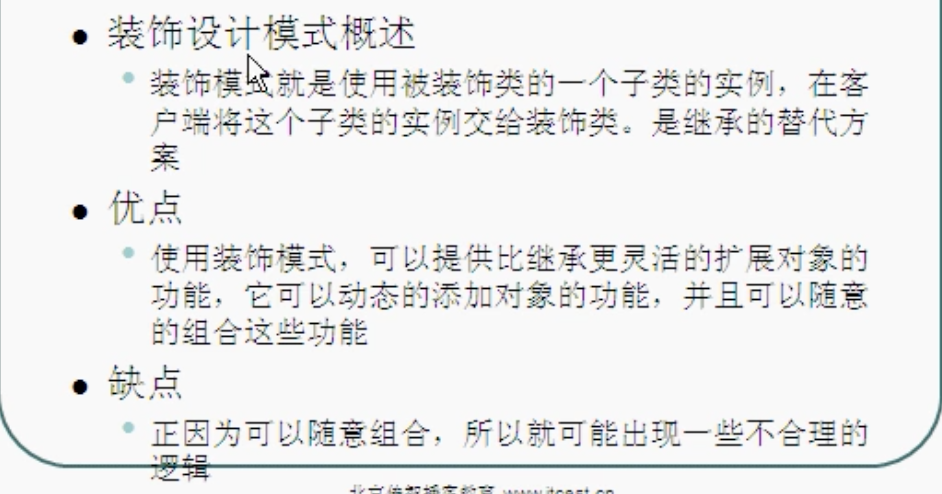 装饰设计模式概述
装饰模式就是使用被装饰类的一个子类的实例，在客
户端将这个子类的实例交给装饰类。是继承的替代方
案
优点
使用装饰模式，可以提供比继承更灵活的扩展对象的
功能，它可以动态的添加对象的功能，并且可以随意
的组合这些功能
缺点
正因为可以随意组合，所以就可能出现一些不合理的
逻辑